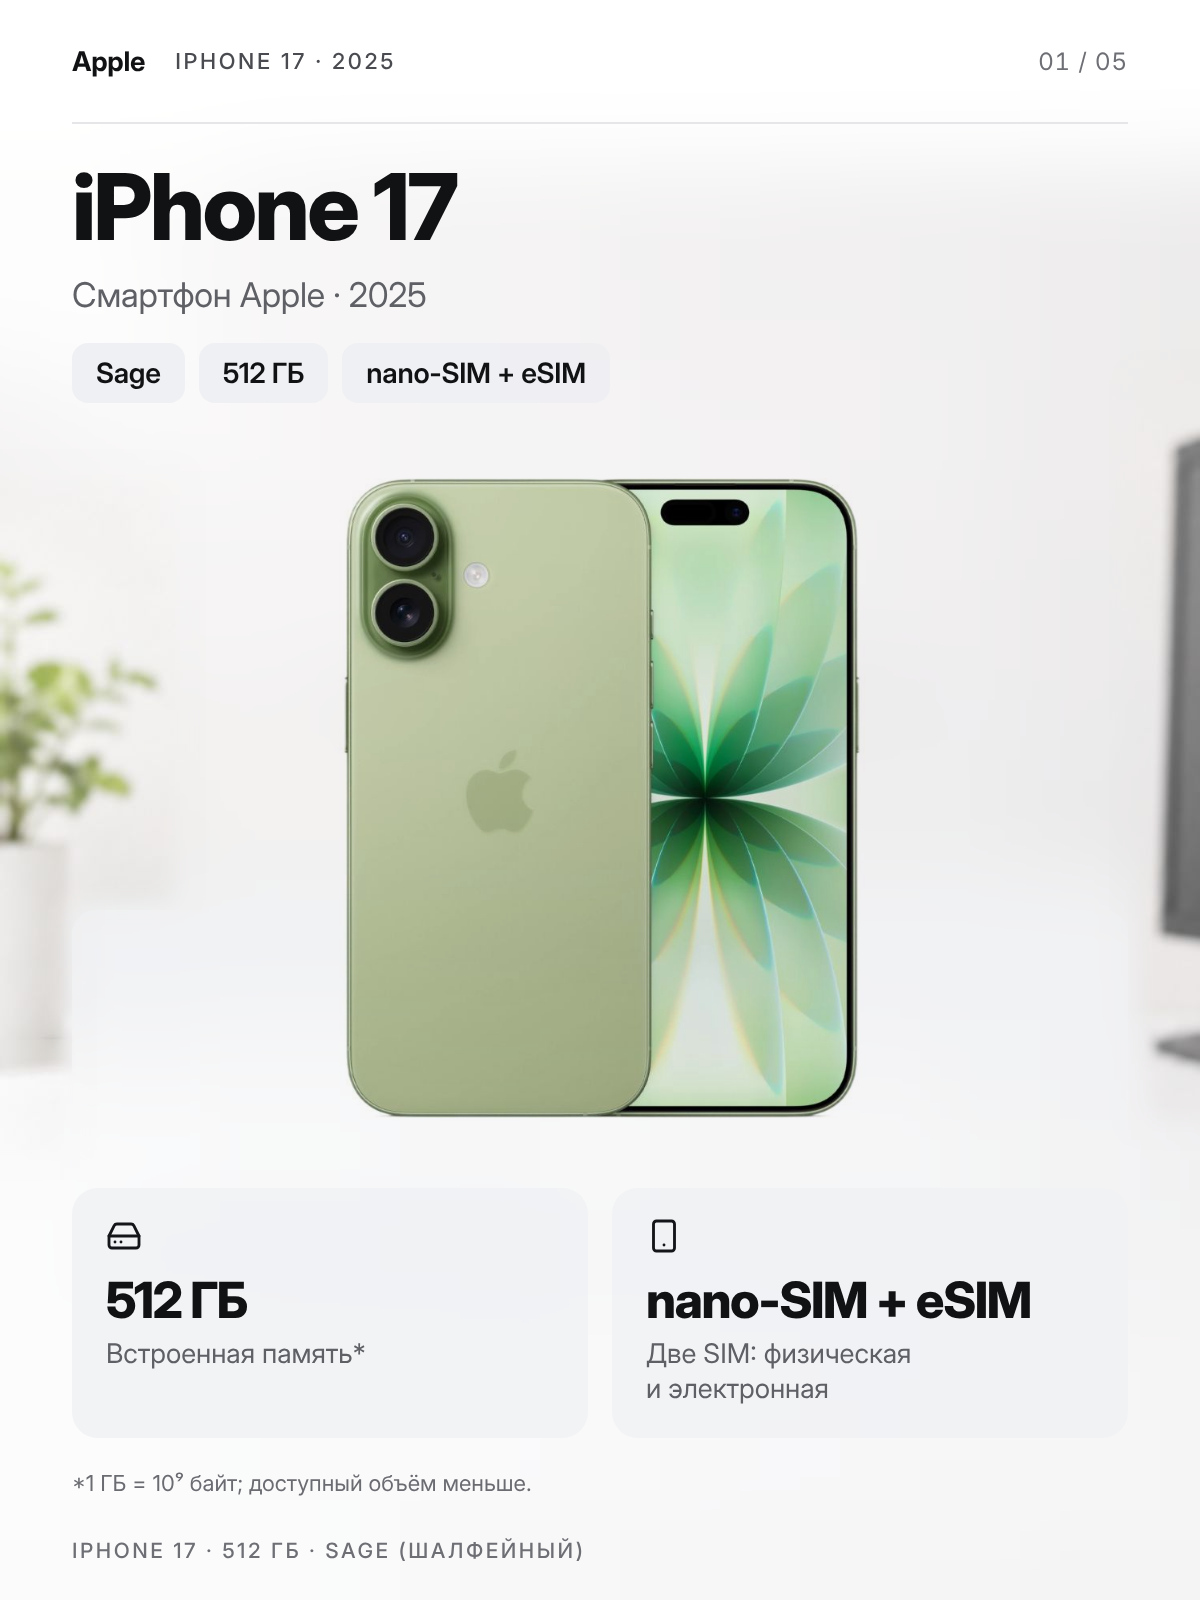 Apple IPHONE 17 · 2025 01 / 05
iPhone 17
Смартфон Apple · 2025
Sage 512 ГБ nano-SIM + eSIM
512 ГБ
Встроенная память*
nano-SIM + eSIM
Две SIM: физическая
и электронная
*1 ГБ = 10⁹ байт; доступный объём меньше.
IPHONE 17 · 512 ГБ · SAGE (ШАЛФЕЙНЫЙ)